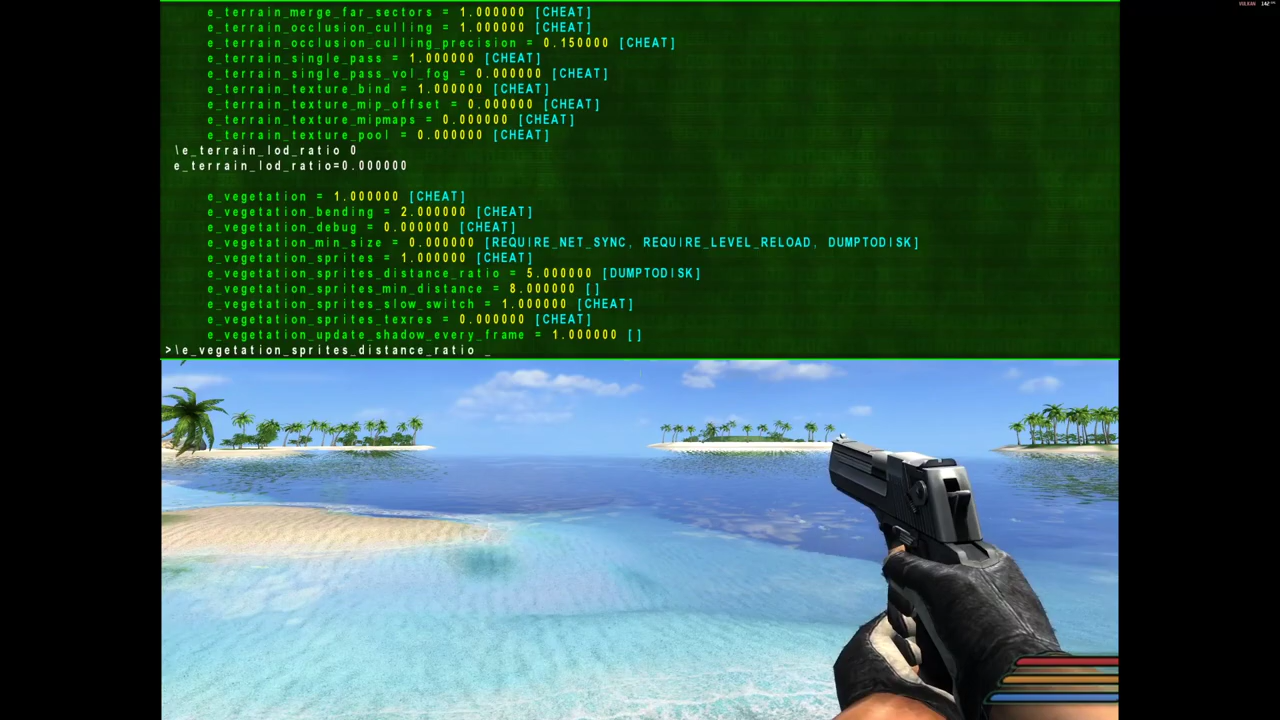 VULKAN 142
e_terrain_merge_far_sectors = 1.000000 [CHEAT]
e_terrain_occlusion_culling = 1.000000 [CHEAT]
e_terrain_occlusion_culling_precision = 0.150000 [CHEAT]
e_terrain_single_pass = 1.000000 [CHEAT]
e_terrain_single_pass_vol_fog = 0.000000 [CHEAT]
e_terrain_texture_bind = 1.000000 [CHEAT]
e_terrain_texture_mip_offset = 0.000000 [CHEAT]
e_terrain_texture_mipmaps = 0.000000 [CHEAT]
e_terrain_texture_pool = 0.000000 [CHEAT]
\e_terrain_lod_ratio 0
e_terrain_lod_ratio=0.000000
e_vegetation = 1.000000 [CHEAT]
e_vegetation_bending = 2.000000 [CHEAT]
e_vegetation_debug = 0.000000 [CHEAT]
e_vegetation_min_size = 0.000000 [REQUIRE_NET_SYNC, REQUIRE_LEVEL_RELOAD, DUMPTODISK]
e_vegetation_sprites = 1.000000 [CHEAT]
e_vegetation_sprites_distance_ratio = 5.000000 [DUMPTODISK]
e_vegetation_sprites_min_distance = 8.000000 []
e_vegetation_sprites_slow_switch = 1.000000 [CHEAT]
e_vegetation_sprites_texres = 0.000000 [CHEAT]
e_vegetation_update_shadow_every_frame = 1.000000 []
>\e_vegetation_sprites_distance_ratio _